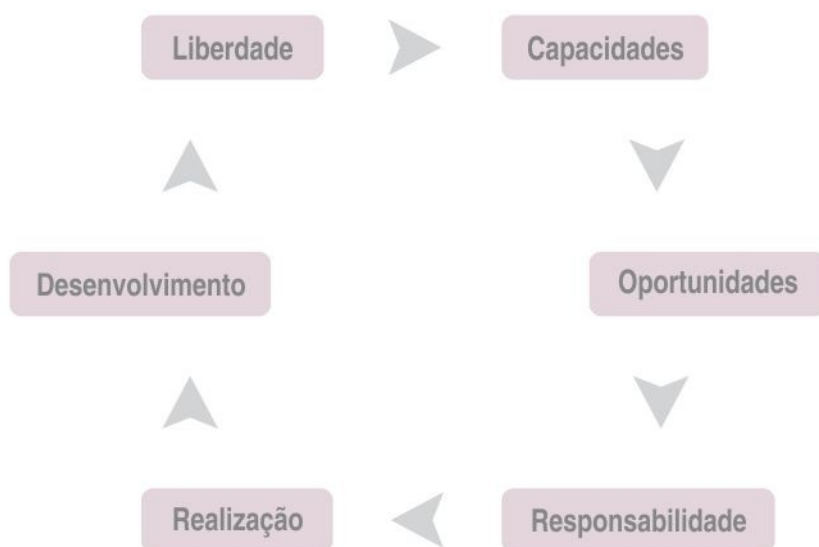 Liberdade
Capacidades
Oportunidades
Responsabilidade
Realização
Desenvolvimento